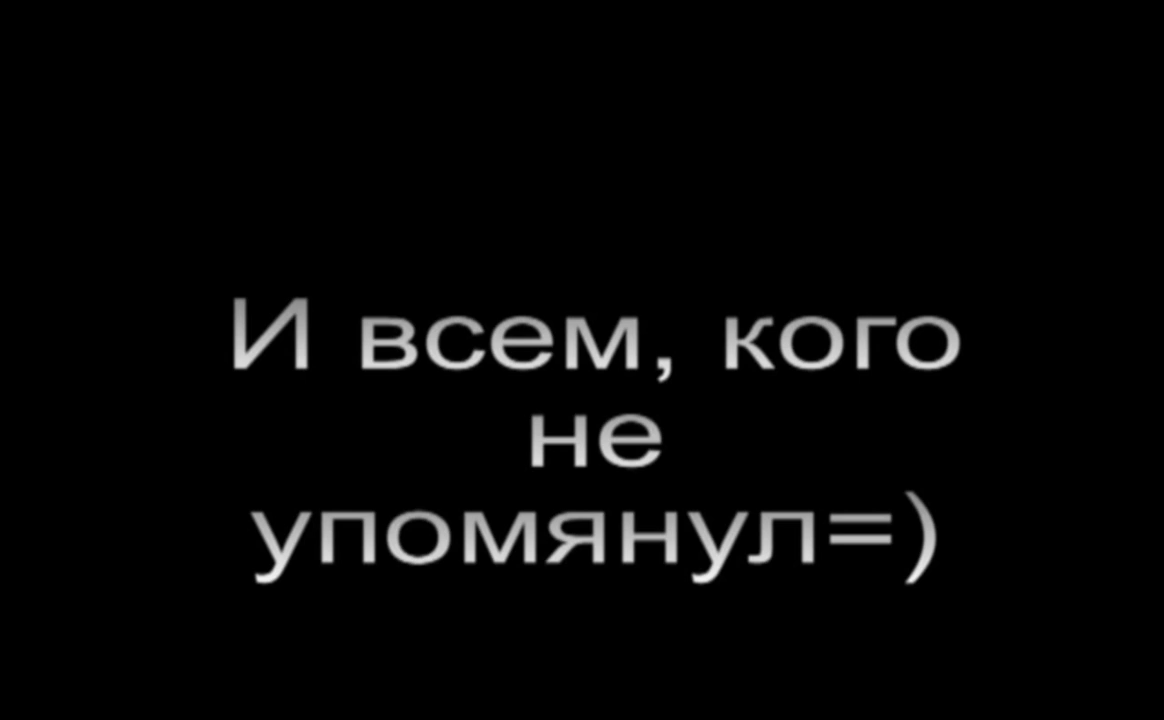 И всем, кого
не
упомянул=)